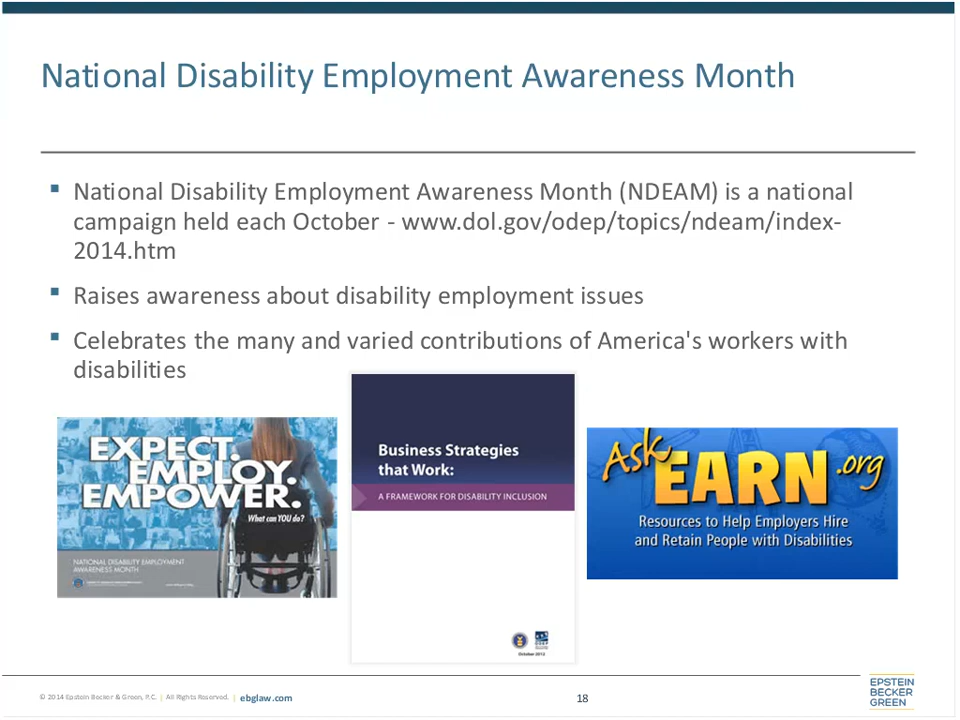 National Disability Employment Awareness Month
▪ National Disability Employment Awareness Month (NDEAM) is a national
campaign held each October - www.dol.gov/odep/topics/ndeam/index-
2014.htm
▪ Raises awareness about disability employment issues
▪ Celebrates the many and varied contributions of America's workers with
disabilities
EXPECT.
EMPLOY.
EMPOWER.
What can YOU do?
NATIONAL DISABILITY EMPLOYMENT
AWARENESS MONTH
Business Strategies
that Work:
A FRAMEWORK FOR DISABILITY INCLUSION
October 2012
Ask
EARN.org
Resources to Help Employers Hire
and Retain People with Disabilities
© 2014 Epstein Becker & Green, P.C. | All Rights Reserved. | ebglaw.com
18
EPSTEIN
BECKER
GREEN